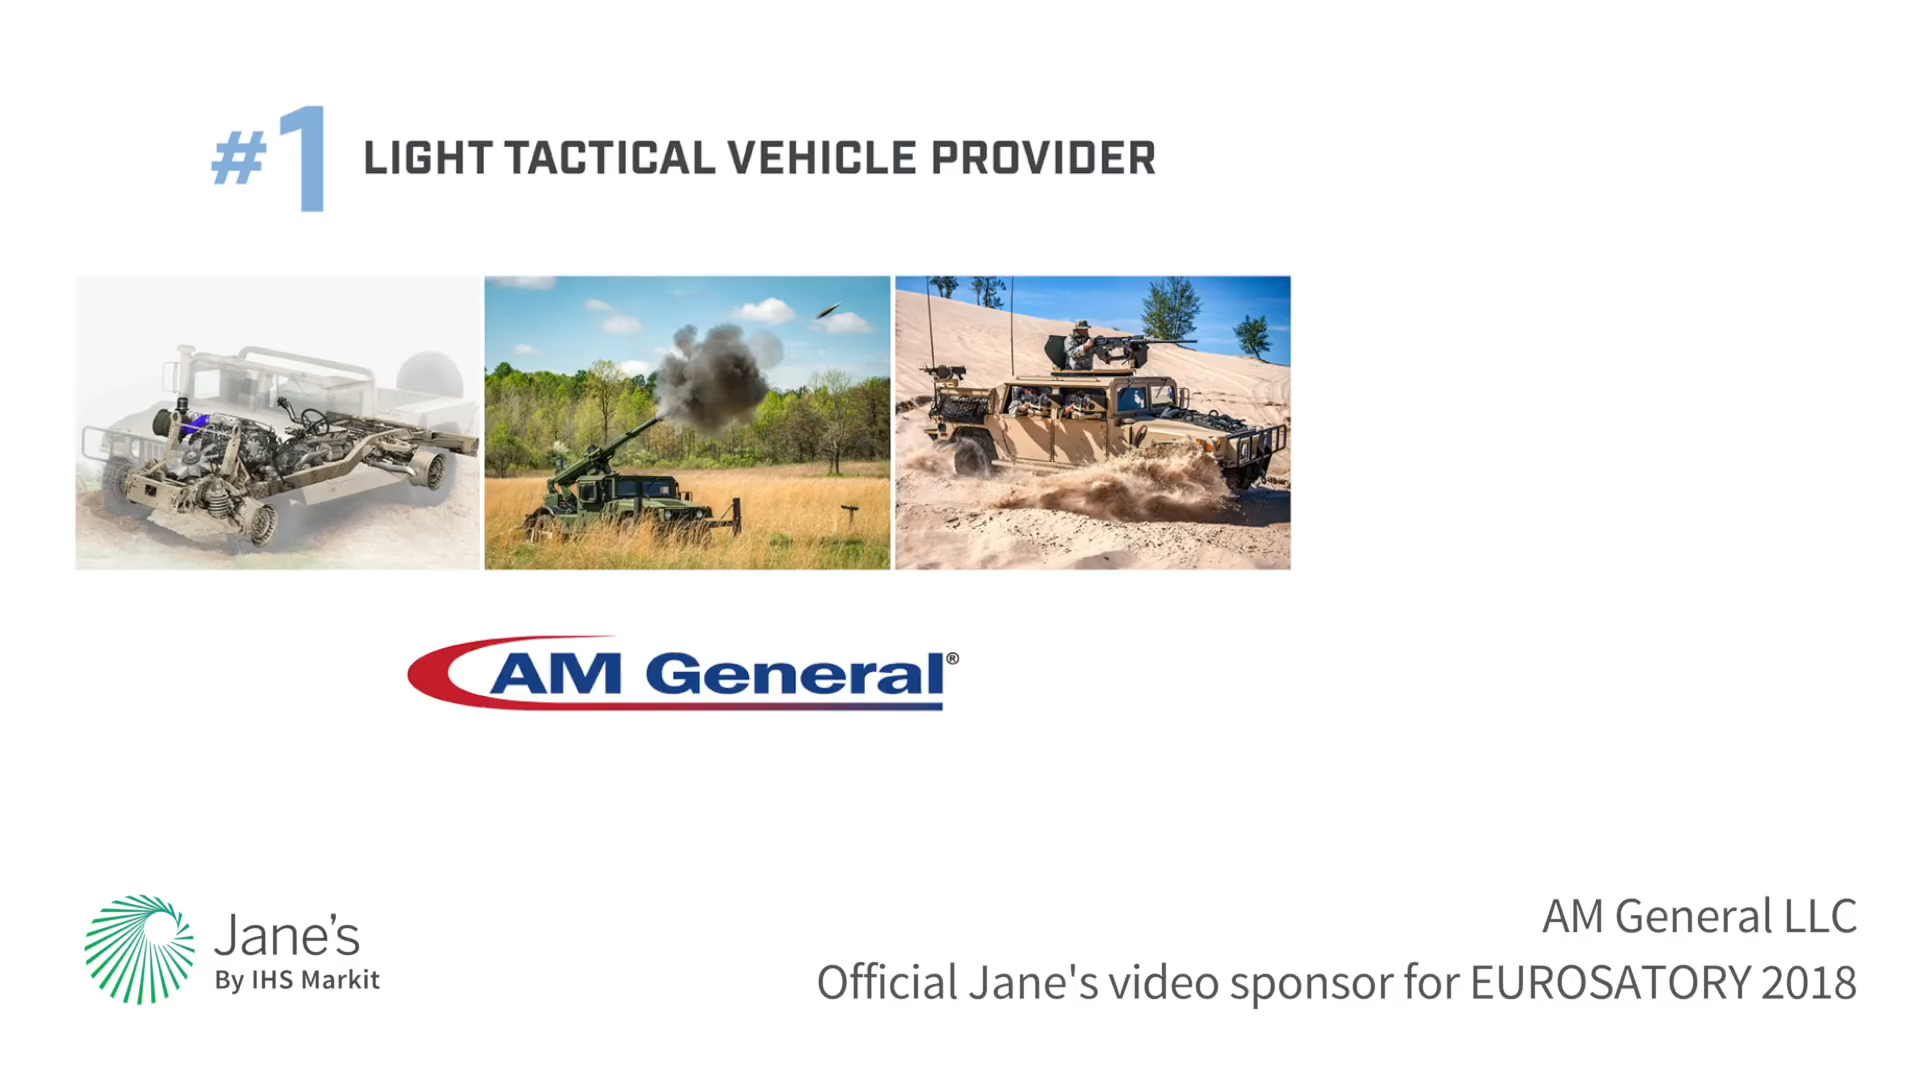 #1 LIGHT TACTICAL VEHICLE PROVIDER
AM General®
Jane's
By IHS Markit
AM General LLC
Official Jane's video sponsor for EUROSATORY 2018